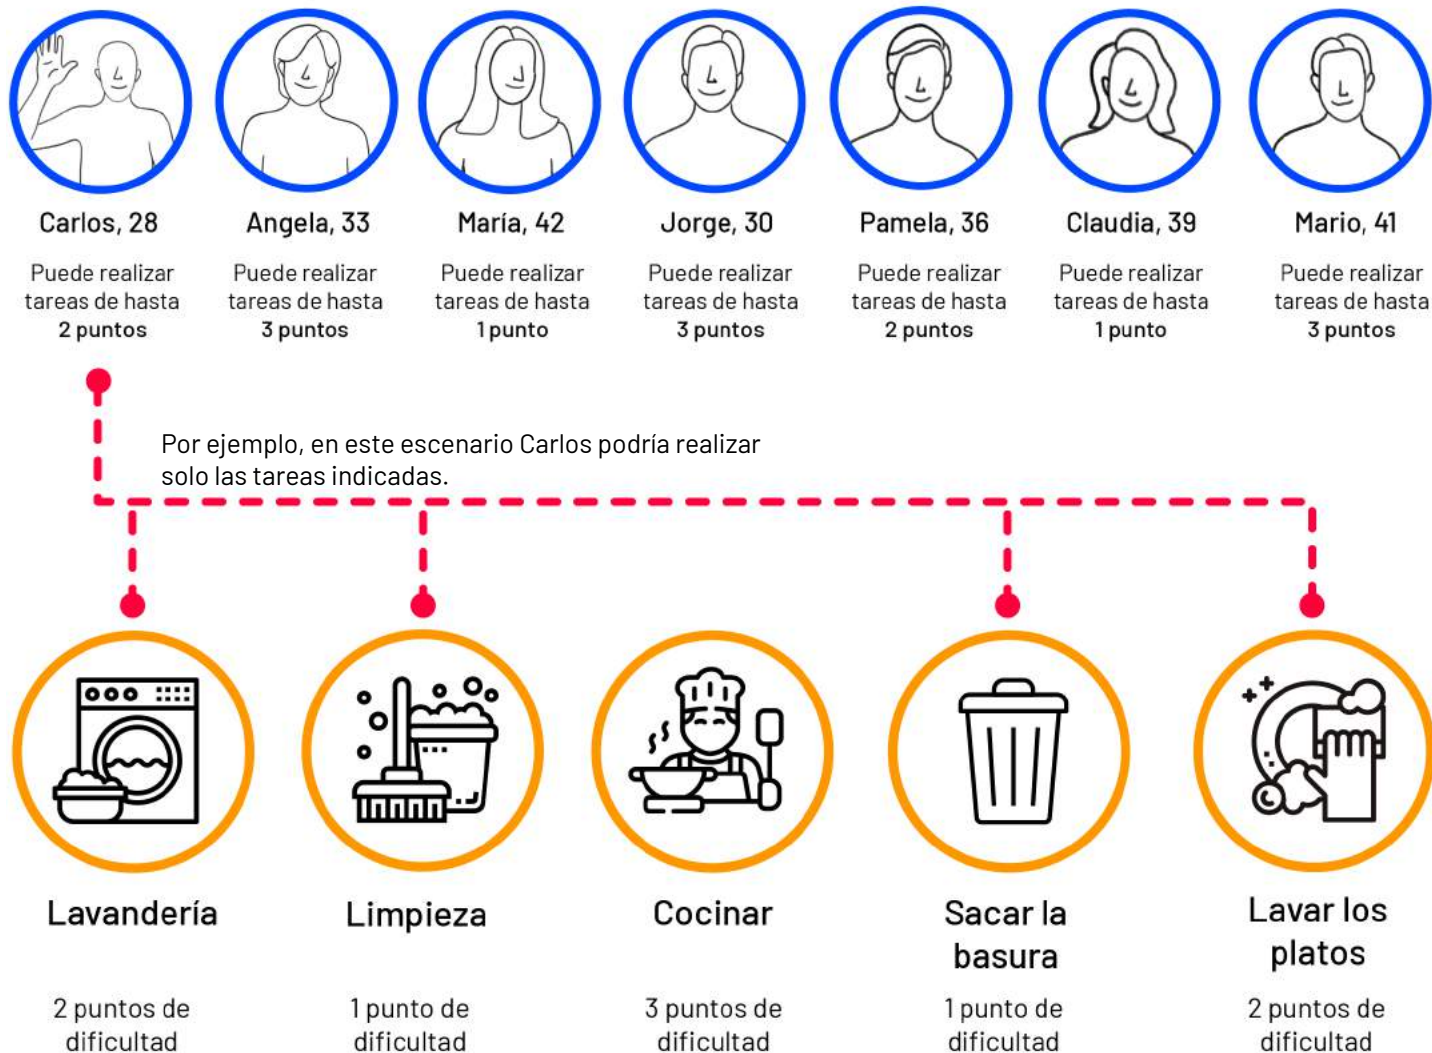 Carlos, 28
Puede realizar
tareas de hasta
2 puntos
Angela, 33
Puede realizar
tareas de hasta
3 puntos
María, 42
Puede realizar
tareas de hasta
1 punto
Jorge, 30
Puede realizar
tareas de hasta
3 puntos
Pamela, 36
Puede realizar
tareas de hasta
2 puntos
Claudia, 39
Puede realizar
tareas de hasta
1 punto
Mario, 41
Puede realizar
tareas de hasta
3 puntos
Por ejemplo, en este escenario Carlos podría realizar
solo las tareas indicadas.
Lavandería
2 puntos de
dificultad
Limpieza
1 punto de
dificultad
Cocinar
3 puntos de
dificultad
Sacar la
basura
1 punto de
dificultad
Lavar los
platos
2 puntos de
dificultad